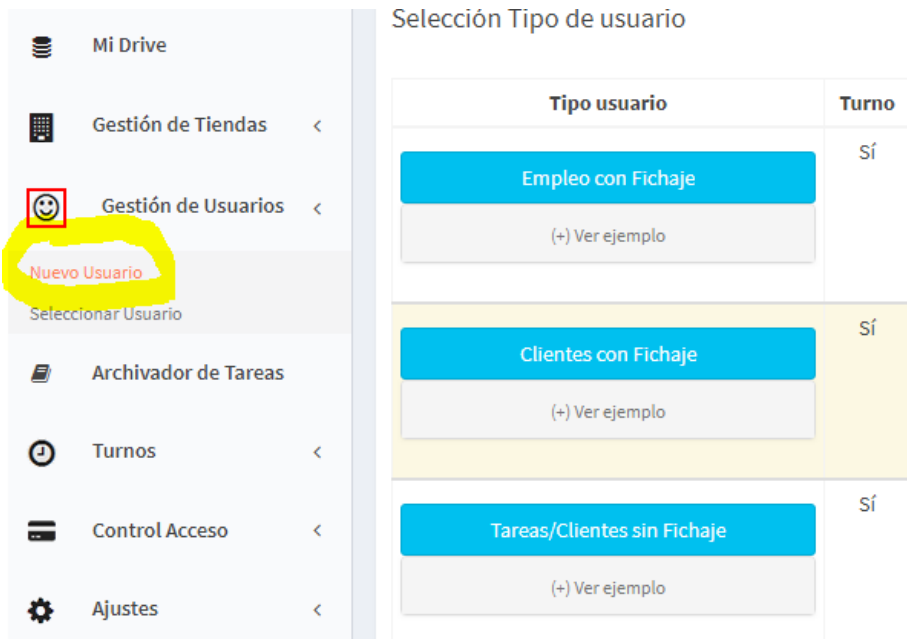 Mi Drive
Gestión de Tiendas
Gestión de Usuarios
Nuevo Usuario
Seleccionar Usuario
Archivador de Tareas
Turnos
Control Acceso
Ajustes
Selección Tipo de usuario
Tipo usuario Turno
Empleo con Fichaje Sí
(+) Ver ejemplo
Clientes con Fichaje Sí
(+) Ver ejemplo
Tareas/Clientes sin Fichaje Sí
(+) Ver ejemplo